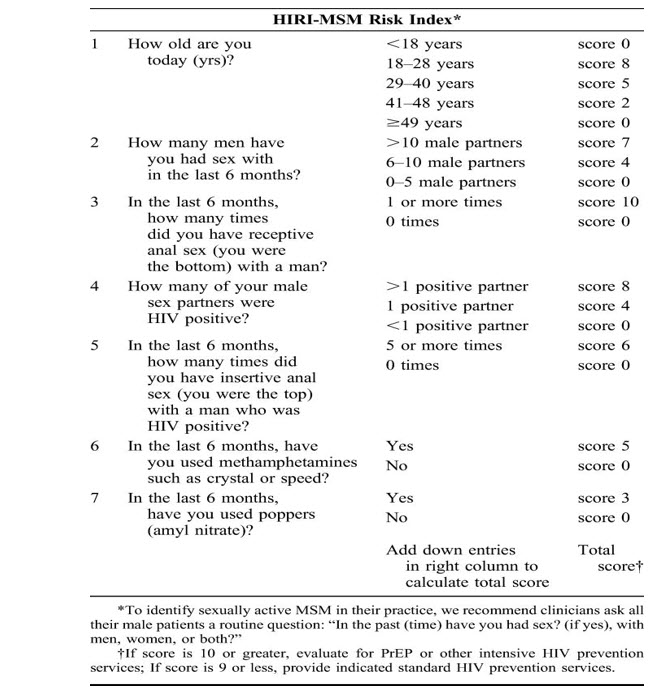 HIRI-MSM Risk Index*
1 How old are you <18 years score 0
today (yrs)? 18–28 years score 8
29–40 years score 5
41–48 years score 2
≥49 years score 0
2 How many men have >10 male partners score 7
you had sex with 6–10 male partners score 4
in the last 6 months? 0–5 male partners score 0
3 In the last 6 months, 1 or more times score 10
how many times 0 times score 0
did you have receptive
anal sex (you were
the bottom) with a man?
4 How many of your male >1 positive partner score 8
sex partners were 1 positive partner score 4
HIV positive? <1 positive partner score 0
5 In the last 6 months, 5 or more times score 6
how many times did 0 times score 0
you have insertive anal
sex (you were the top)
with a man who was
HIV positive?
6 In the last 6 months, have Yes score 5
you used methamphetamines No score 0
such as crystal or speed?
7 In the last 6 months, Yes score 3
have you used poppers No score 0
(amyl nitrate)?
Add down entries Total
in right column to score†
calculate total score
*To identify sexually active MSM in their practice, we recommend clinicians ask all
their male patients a routine question: “In the past (time) have you had sex? (if yes), with
men, women, or both?”
†If score is 10 or greater, evaluate for PrEP or other intensive HIV prevention
services; If score is 9 or less, provide indicated standard HIV prevention services.